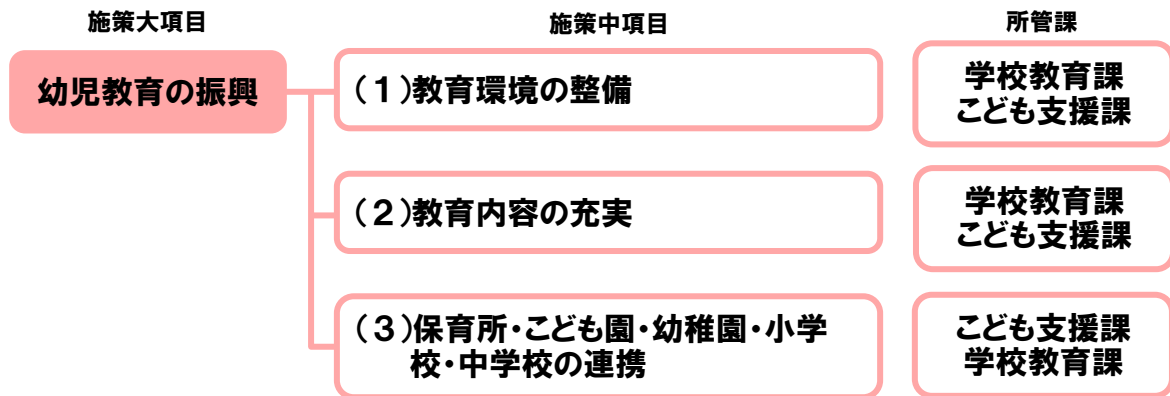 施策大項目
施策中項目
所管課
幼児教育の振興
（１）教育環境の整備
学校教育課
こども支援課
（２）教育内容の充実
学校教育課
こども支援課
（３）保育所・こども園・幼稚園・小学
校・中学校の連携
こども支援課
学校教育課